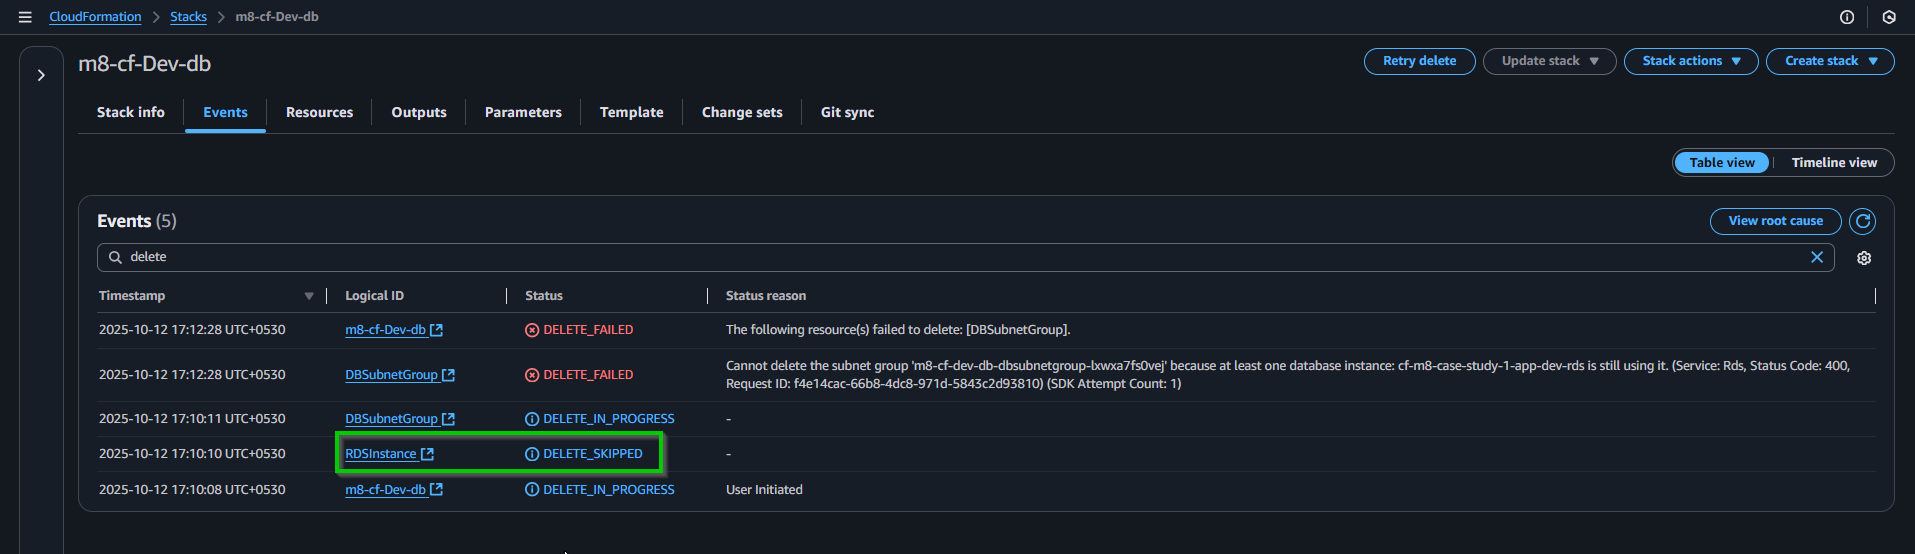 CloudFormation > Stacks > m8-cf-Dev-db
m8-cf-Dev-db
Retry delete Update stack Stack actions Create stack
Stack info Events Resources Outputs Parameters Template Change sets Git sync
Table view Timeline view
Events (5)
View root cause
delete
Timestamp Logical ID Status Status reason
2025-10-12 17:12:28 UTC+0530 m8-cf-Dev-db DELETE_FAILED The following resource(s) failed to delete: [DBSubnetGroup].
2025-10-12 17:12:28 UTC+0530 DBSubnetGroup DELETE_FAILED Cannot delete the subnet group 'm8-cf-dev-db-dbsubnetgroup-lxwxa7fs0vej' because at least one database instance: cf-m8-case-study-1-app-dev-rds is still using it. (Service: Rds, Status Code: 400,
Request ID: f4e14cac-66b8-4dc8-971d-5843c2d93810) (SDK Attempt Count: 1)
2025-10-12 17:10:11 UTC+0530 DBSubnetGroup DELETE_IN_PROGRESS -
2025-10-12 17:10:10 UTC+0530 RDSInstance DELETE_SKIPPED -
2025-10-12 17:10:08 UTC+0530 m8-cf-Dev-db DELETE_IN_PROGRESS User Initiated